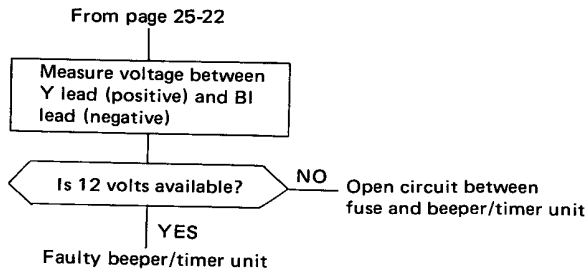 From page 25-22
Measure voltage between
Y lead (positive) and Bl
lead (negative)
Is 12 volts available?
NO
Open circuit between
fuse and beeper/timer unit
YES
Faulty beeper/timer unit